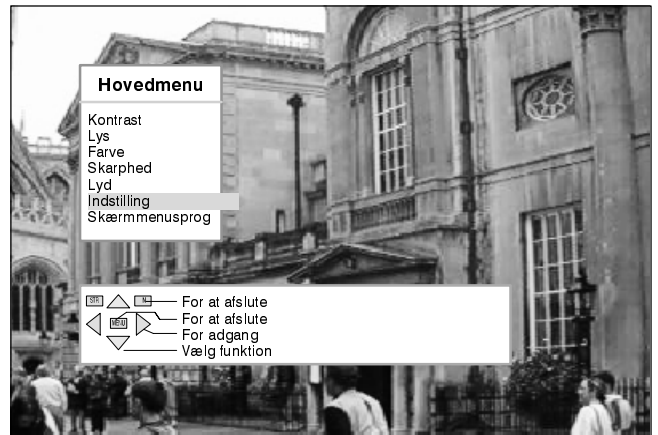 Hovedmenu
Kontrast
Lys
Farve
Skarphed
Lyd
Indstilling
Skærmmenusprog
STR N For at afslute
MENU For at afslute
For adgang
Vælg funktion